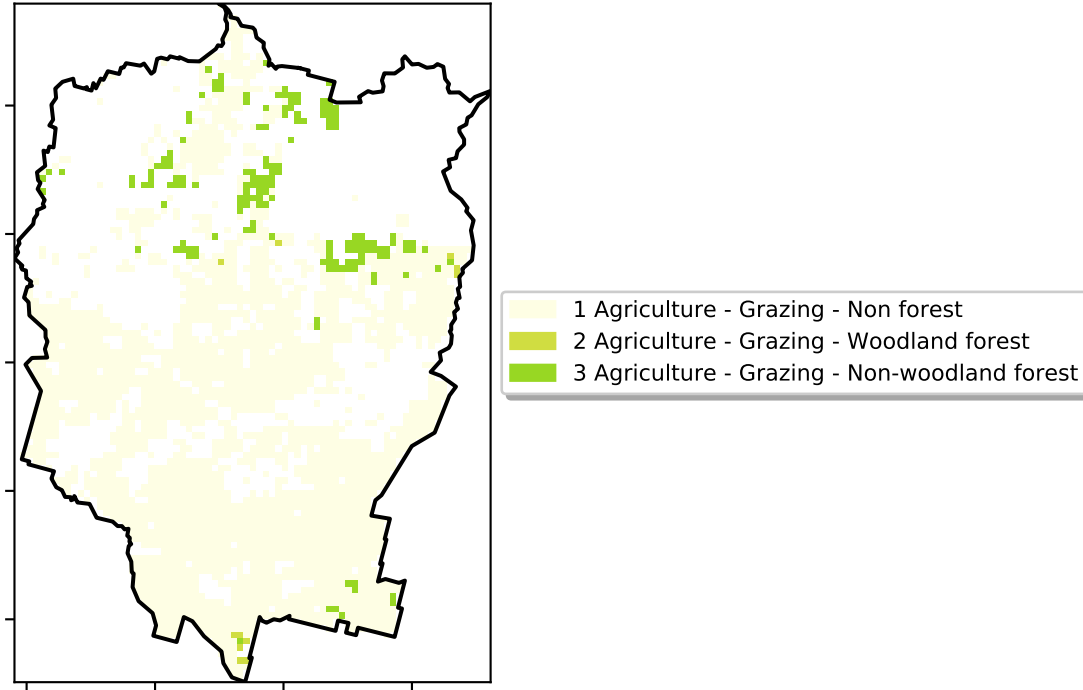 1 Agriculture - Grazing - Non forest
2 Agriculture - Grazing - Woodland forest
3 Agriculture - Grazing - Non-woodland forest